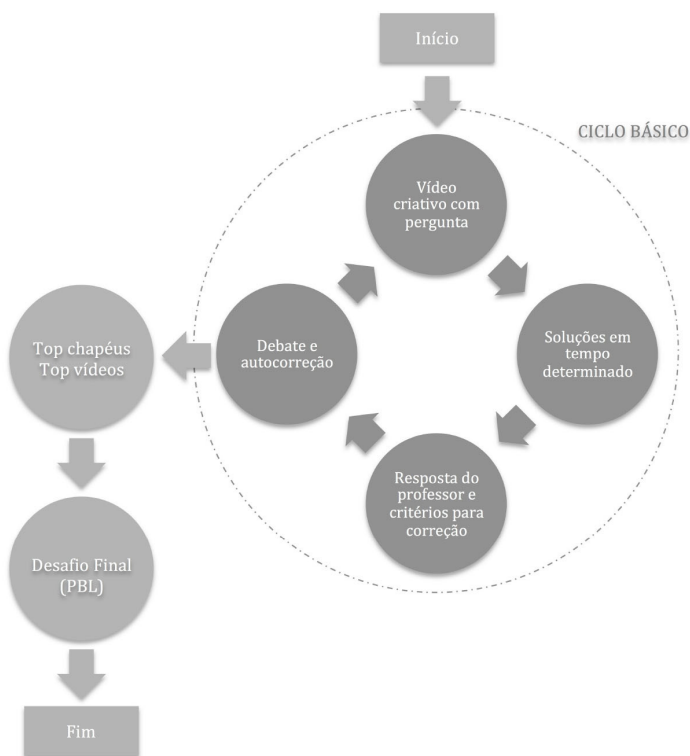 Início
CICLO BÁSICO
Vídeo
criativo com
pergunta
Soluções em
tempo
determinado
Resposta do
professor e
critérios para
correção
Debate e
autocorreção
Top chapéus
Top vídeos
Desafio Final
(PBL)
Fim